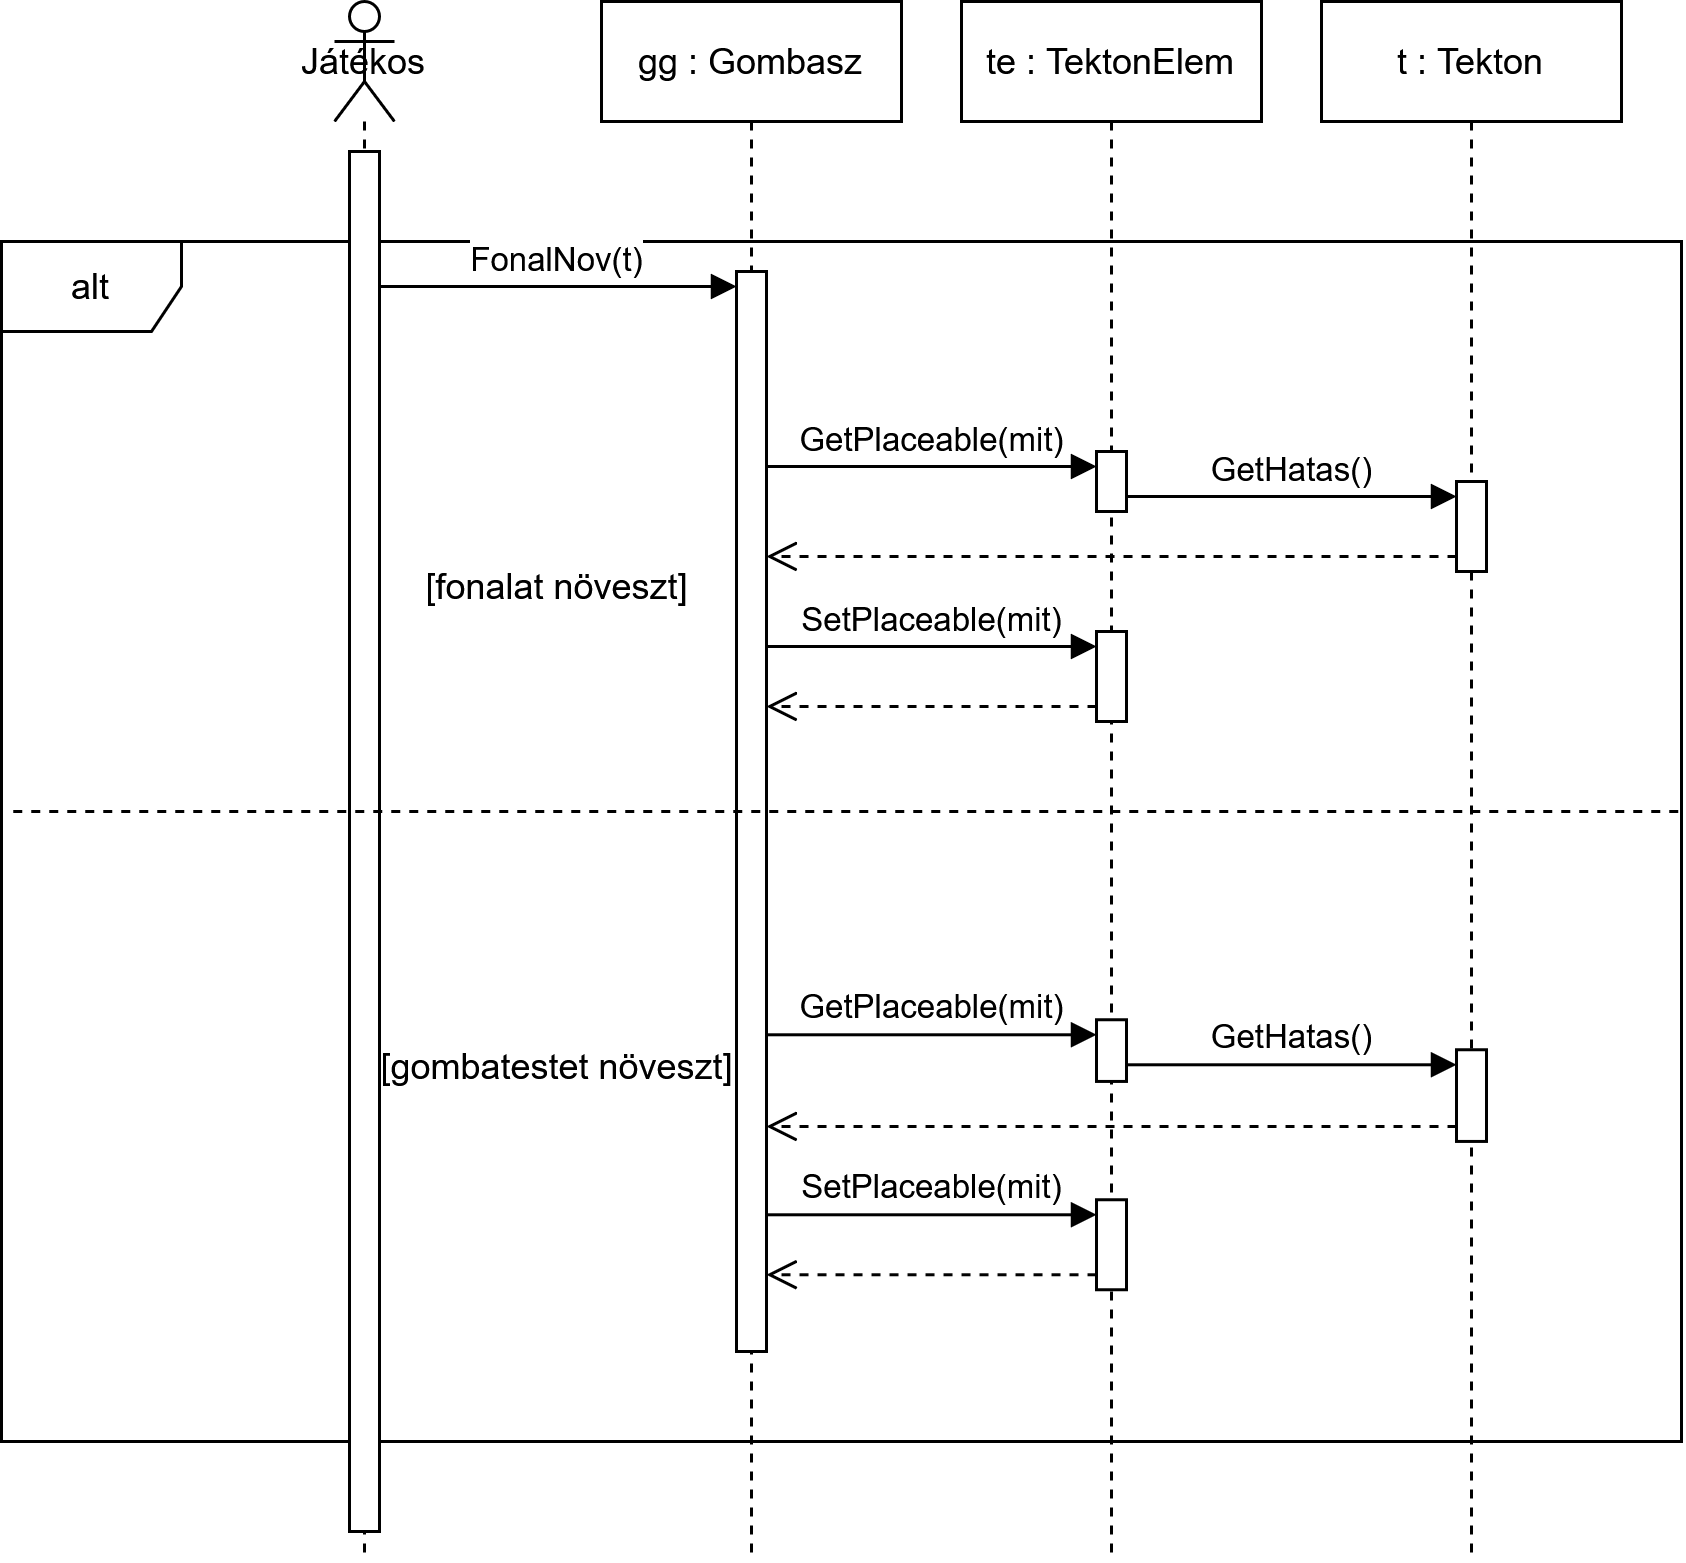 Játékos
gg : Gombasz
te : TektonElem
t : Tekton
alt
FonalNov(t)
GetPlaceable(mit)
GetHatas()
[fonalat növeszt]
SetPlaceable(mit)
GetPlaceable(mit)
GetHatas()
[gombatestet növeszt]
SetPlaceable(mit)